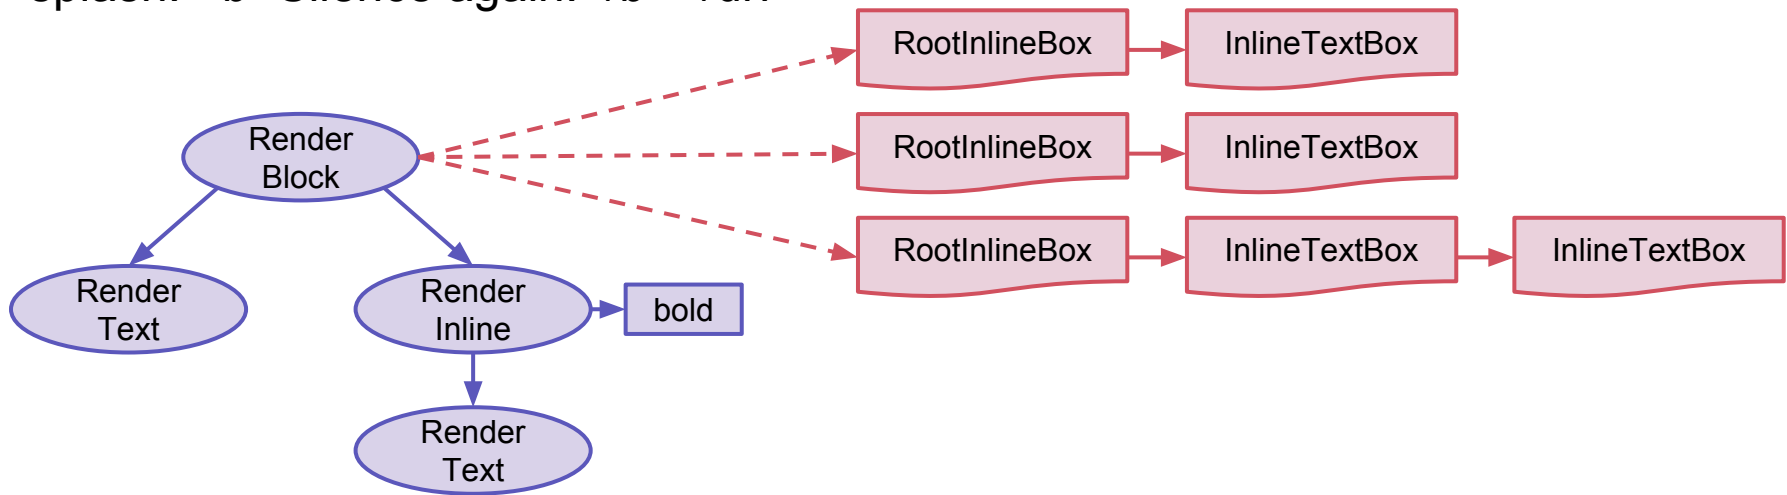 RootInlineBox
InlineTextBox
Render
Block
RootInlineBox
InlineTextBox
RootInlineBox
InlineTextBox
InlineTextBox
Render
Text
Render
Inline
bold
Render
Text